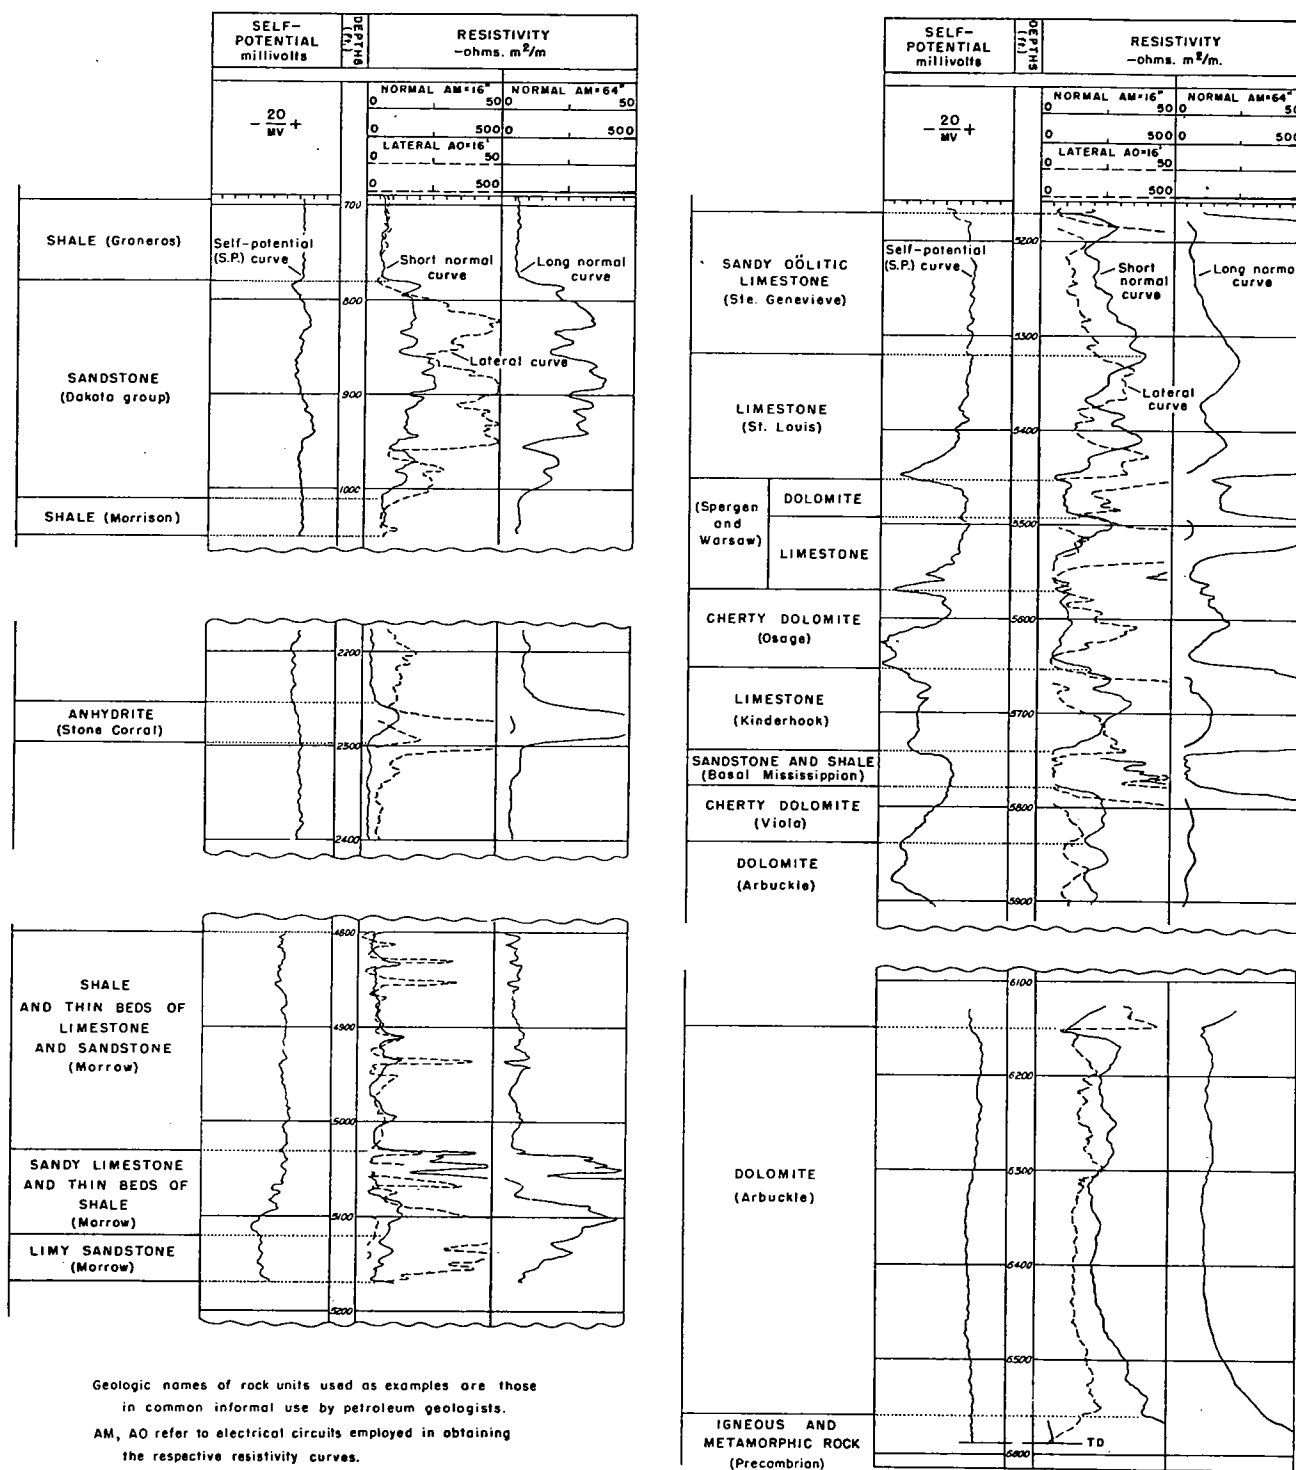 SELF-
POTENTIAL
millivolts
DEPTHS
(ft.)
RESISTIVITY
-ohms. m²/m
- 20 +
MV
NORMAL AM=16"
0 50
0 500
LATERAL AO=16'
0 50
0 500
NORMAL AM=64"
0 50
0 500
SHALE (Graneros)
Self-potential
(S.P.) curve
Short normal
curve
Long normal
curve
Lateral curve
SANDSTONE
(Dakota group)
SHALE (Morrison)
700
800
900
1000
ANHYDRITE
(Stone Corral)
2200
2300
2400
SHALE
AND THIN BEDS OF
LIMESTONE
AND SANDSTONE
(Morrow)
SANDY LIMESTONE
AND THIN BEDS OF
SHALE
(Morrow)
LIMY SANDSTONE
(Morrow)
4800
4900
5000
5100
5200
Geologic names of rock units used as examples are those
in common informal use by petroleum geologists.
AM, AO refer to electrical circuits employed in obtaining
the respective resistivity curves.
SELF-
POTENTIAL
millivolts
DEPTHS
(ft.)
RESISTIVITY
-ohms. m²/m.
- 20 +
MV
NORMAL AM=16"
0 50
0 500
LATERAL AO=16'
0 50
0 500
NORMAL AM=64"
0 50
0 500
SANDY OÖLITIC
LIMESTONE
(Ste. Genevieve)
Self-potential
(S.P.) curve
Short
normal
curve
Long normal
curve
Lateral
curve
LIMESTONE
(St. Louis)
(Spergen
and
Warsaw)
DOLOMITE
LIMESTONE
CHERTY DOLOMITE
(Osage)
LIMESTONE
(Kinderhook)
SANDSTONE AND SHALE
(Basal Mississippian)
CHERTY DOLOMITE
(Viola)
DOLOMITE
(Arbuckle)
5200
5300
5400
5500
5600
5700
5800
5900
DOLOMITE
(Arbuckle)
IGNEOUS AND
METAMORPHIC ROCK
(Precambrian)
6100
6200
6300
6400
6500
6600
TD